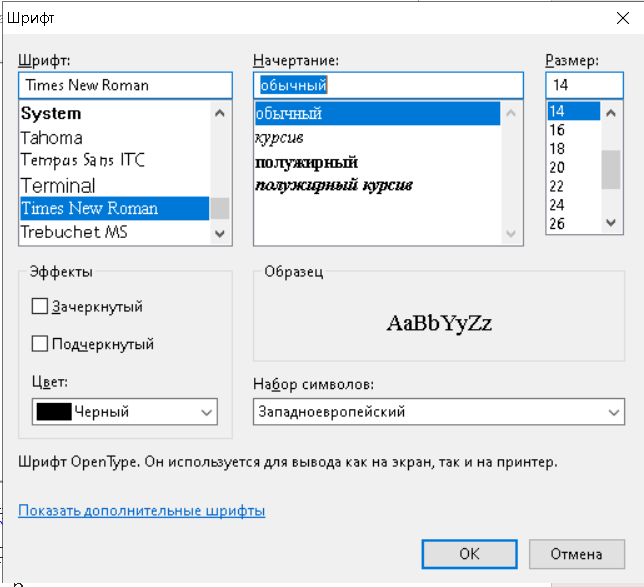 Шрифт
Шрифт:
Times New Roman
System
Tahoma
Tempus Sans ITC
Terminal
Times New Roman
Trebuchet MS
Начертание:
обычный
обычный
курсив
полужирный
полужирный курсив
Размер:
14
14
16
18
20
22
24
26
Эффекты
Зачеркнутый
Подчеркнутый
Цвет:
Черный
Образец
AaBbYyZz
Набор символов:
Западноевропейский
Шрифт OpenType. Он используется для вывода как на экран, так и на принтер.
Показать дополнительные шрифты
OK
Отмена